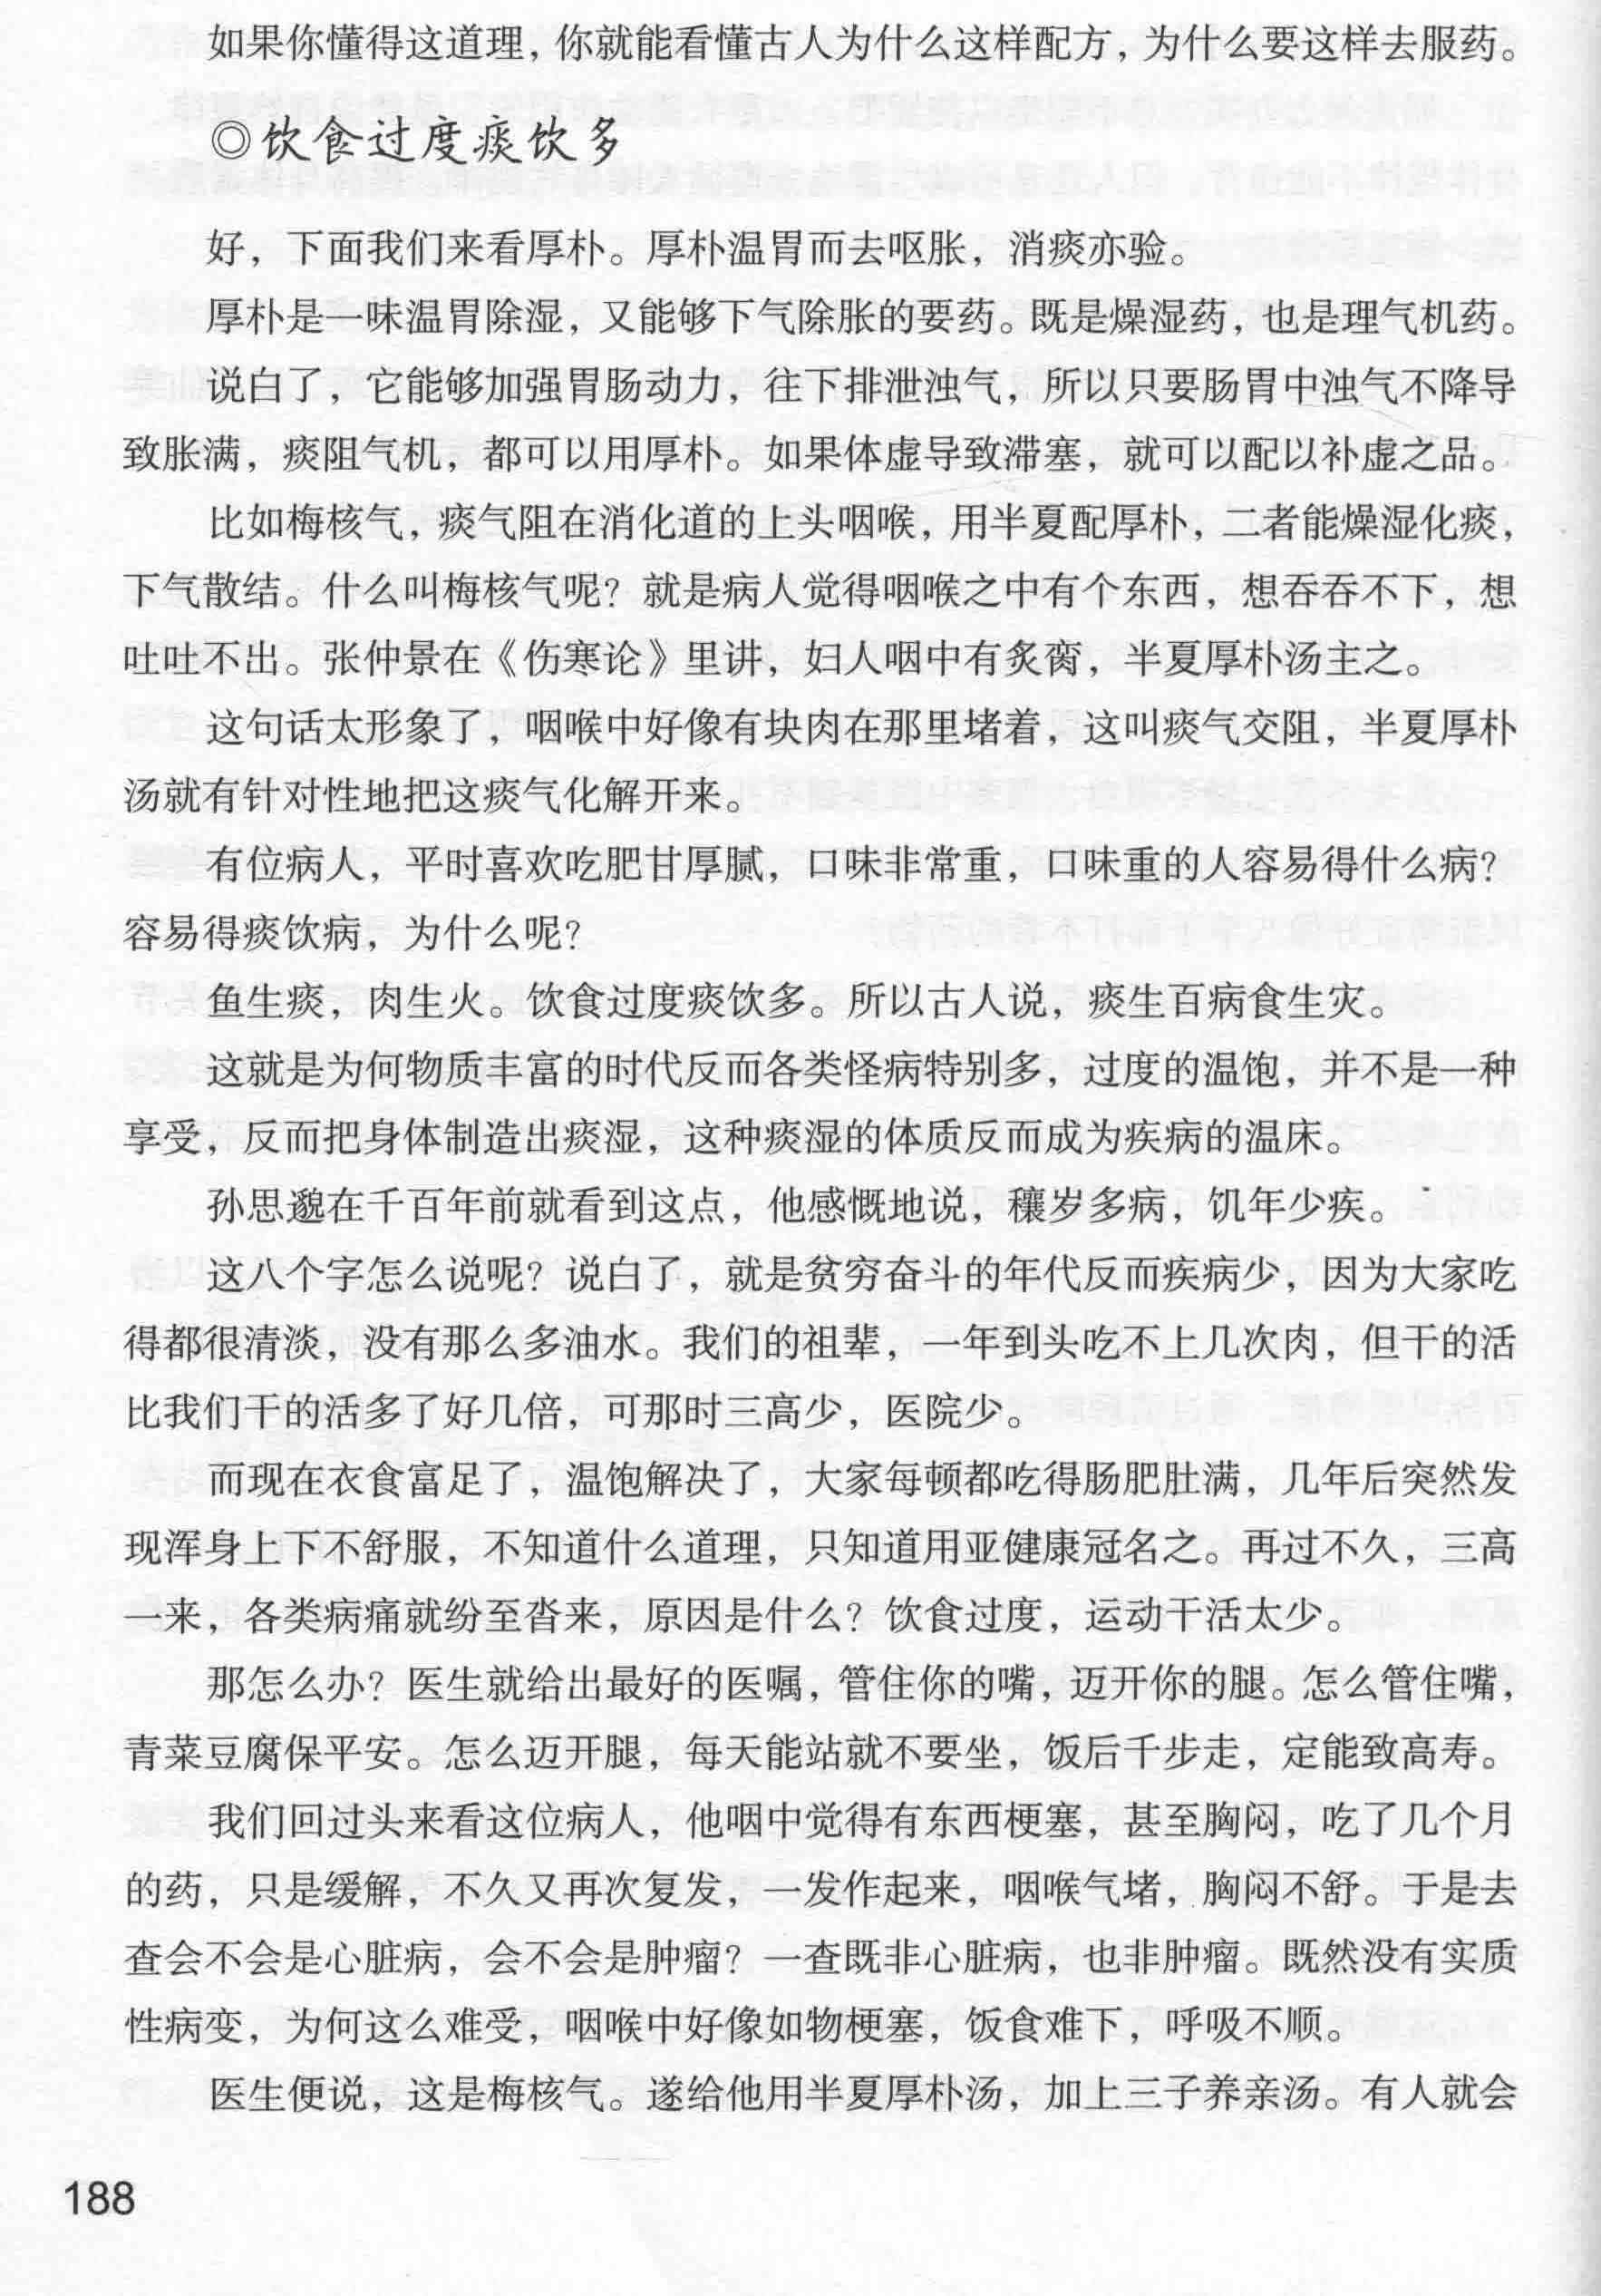 如果你懂得这道理，你就能看懂古人为什么这样配方，为什么要这样去服药。
◎饮食过度痰饮多
好，下面我们来看厚朴。厚朴温胃而去呕胀，消痰亦验。
厚朴是一味温胃除湿，又能够下气除胀的要药。既是燥湿药，也是理气机药。
说白了，它能够加强胃肠动力，往下排泄浊气，所以只要肠胃中浊气不降导
致胀满，痰阻气机，都可以用厚朴。如果体虚导致滞塞，就可以配以补虚之品。
比如梅核气，痰气阻在消化道的上头咽喉，用半夏配厚朴，二者能燥湿化痰，
下气散结。什么叫梅核气呢？就是病人觉得咽喉之中有个东西，想吞吞不下，想
吐吐不出。张仲景在《伤寒论》里讲，妇人咽中有炙脔，半夏厚朴汤主之。
这句话太形象了，咽喉中好像有块肉在那里堵着，这叫痰气交阻，半夏厚朴
汤就有针对性地把这痰气化解开来。
有位病人，平时喜欢吃肥甘厚腻，口味非常重，口味重的人容易得什么病？
容易得痰饮病，为什么呢？
鱼生痰，肉生火。饮食过度痰饮多。所以古人说，痰生百病食生灾。
这就是为何物质丰富的时代反而各类怪病特别多，过度的温饱，并不是一种
享受，反而把身体制造出痰湿，这种痰湿的体质反而成为疾病的温床。
孙思邈在千百年前就看到这点，他感慨地说，穰岁多病，饥年少疾。
这八个字怎么说呢？说白了，就是贫穷奋斗的年代反而疾病少，因为大家吃
得都很清淡，没有那么多油水。我们的祖辈，一年到头吃不上几次肉，但干的活
比我们干的活多了好几倍，可那时三高少，医院少。
而现在衣食富足了，温饱解决了，大家每顿都吃得肠肥肚满，几年后突然发
现浑身上下不舒服，不知道什么道理，只知道用亚健康冠名之。再过不久，三高
一来，各类病痛就纷至沓来，原因是什么？饮食过度，运动干活太少。
那怎么办？医生就给出最好的医嘱，管住你的嘴，迈开你的腿。怎么管住嘴，
青菜豆腐保平安。怎么迈开腿，每天能站就不要坐，饭后千步走，定能致高寿。
我们回过头来看这位病人，他咽中觉得有东西梗塞，甚至胸闷，吃了几个月
的药，只是缓解，不久又再次复发，一发作起来，咽喉气堵，胸闷不舒。于是去
查会不会是心脏病，会不会是肿瘤？一查既非心脏病，也非肿瘤。既然没有实质
性病变，为何这么难受，咽喉中好像如物梗塞，饭食难下，呼吸不顺。
医生便说，这是梅核气。遂给他用半夏厚朴汤，加上三子养亲汤。有人就会
188